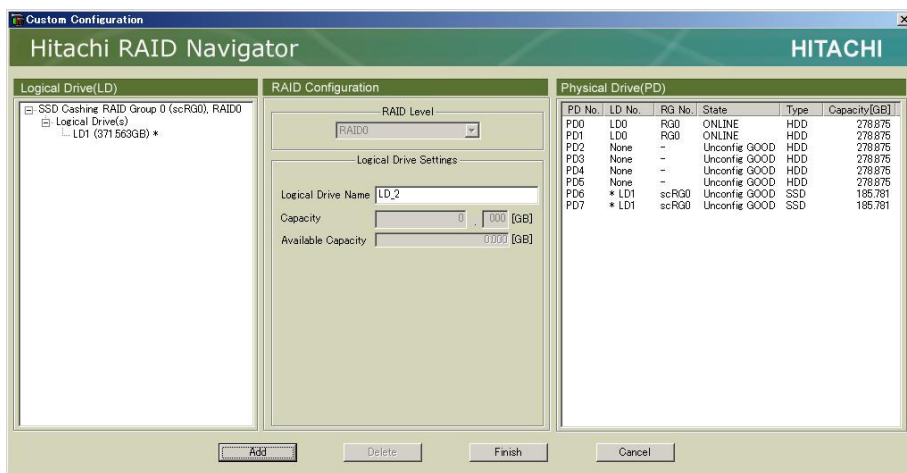 Custom Configuration
Hitachi RAID Navigator
HITACHI
Logical Drive(LD)
SSD Cashing RAID Group 0 (scRG0), RAID0
Logical Drive(s)
LD1 (371.563GB) *
RAID Configuration
RAID Level
RAID0
Logical Drive Settings
Logical Drive Name LD_2
Capacity 0 . 000 [GB]
Available Capacity 0.000 [GB]
Physical Drive(PD)
PD No. LD No. RG No. State Type Capacity[GB]
PD0 LD0 RG0 ONLINE HDD 278.875
PD1 LD0 RG0 ONLINE HDD 278.875
PD2 None - Unconfig GOOD HDD 278.875
PD3 None - Unconfig GOOD HDD 278.875
PD4 None - Unconfig GOOD HDD 278.875
PD5 None - Unconfig GOOD HDD 278.875
PD6 * LD1 scRG0 Unconfig GOOD SSD 185.781
PD7 * LD1 scRG0 Unconfig GOOD SSD 185.781
Add Delete Finish Cancel